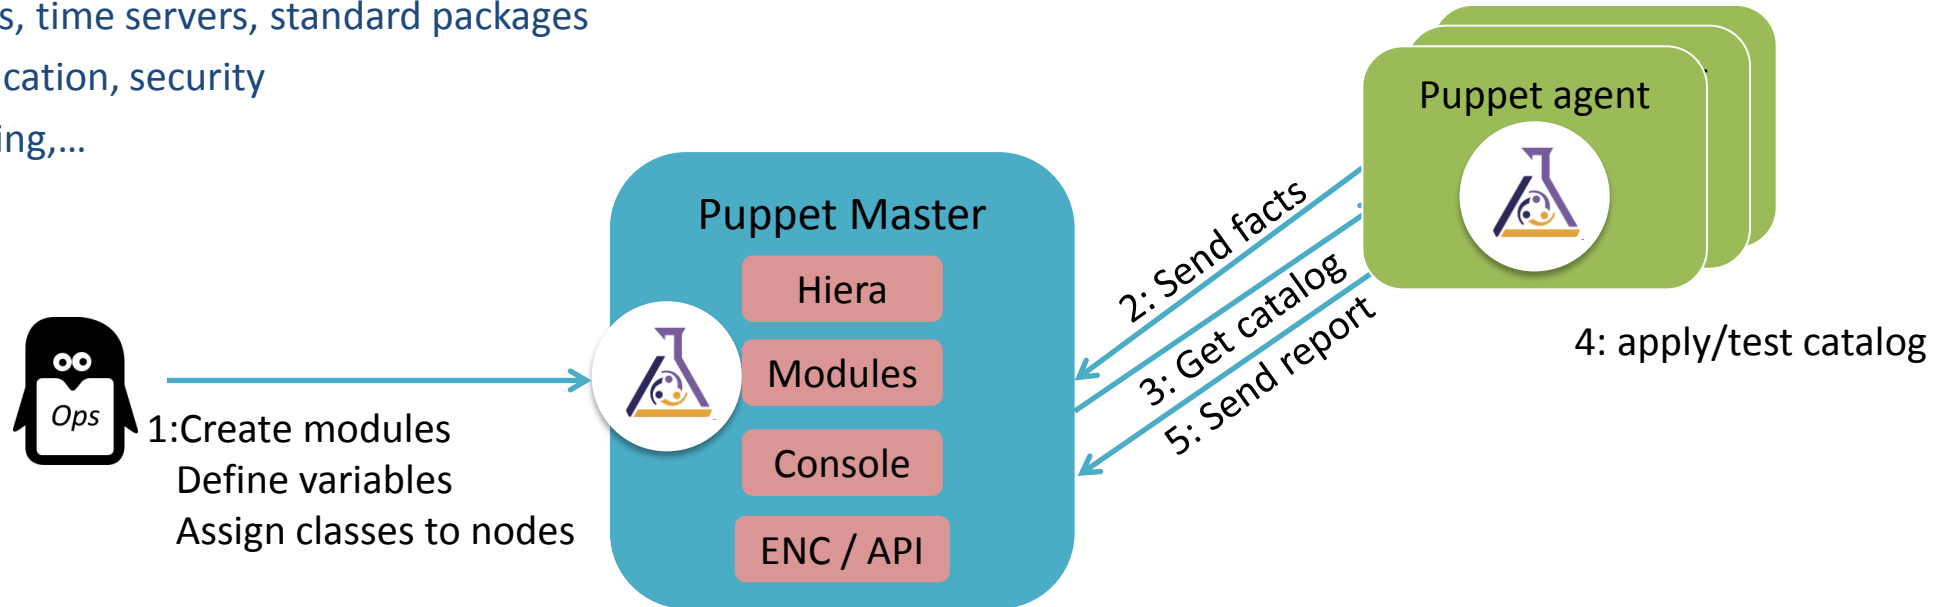 s, time servers, standard packages
cation, security
ing,...
Puppet agent
Puppet Master
Hiera
Modules
Console
ENC / API
Ops
1:Create modules
Define variables
Assign classes to nodes
2: Send facts
3: Get catalog
5: Send report
4: apply/test catalog